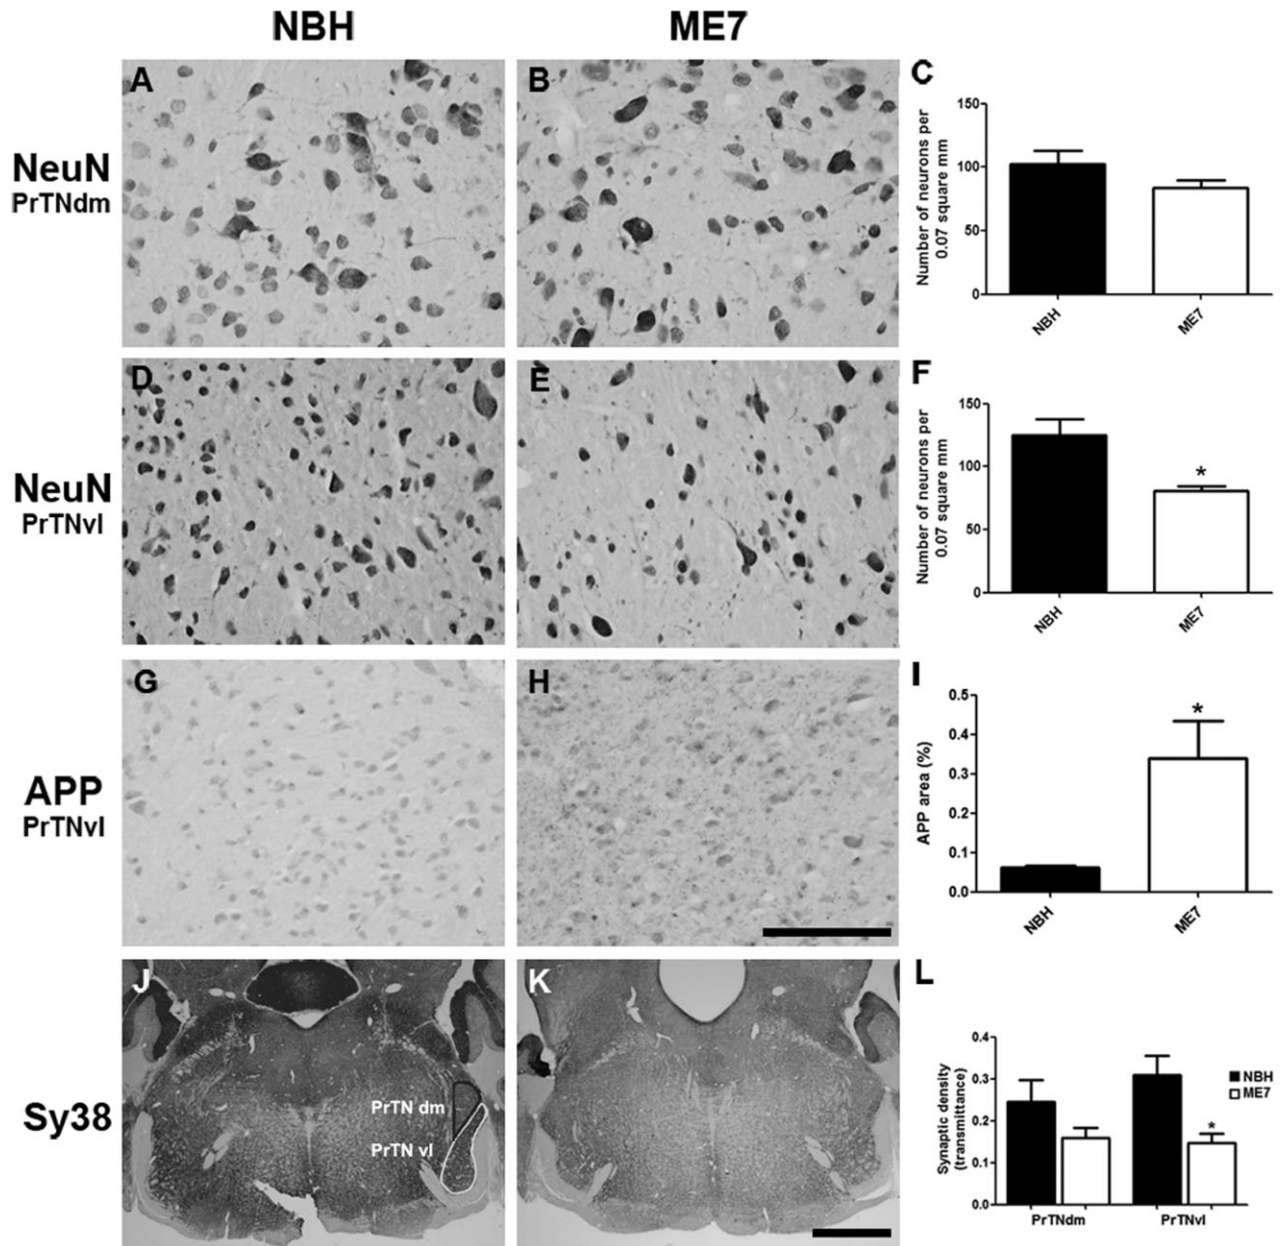 NBH
ME7
NeuN
PrTNdm
A
B
C
Number of neurons per
0.07 square mm
150
100
50
0
NBH
ME7
NeuN
PrTNvl
D
E
F
Number of neurons per
0.07 square mm
150
100
50
0
*
NBH
ME7
APP
PrTNvl
G
H
I
APP area (%)
0.5
0.4
0.3
0.2
0.1
0.0
*
NBH
ME7
Sy38
J
PrTN dm
PrTN vl
K
L
Synaptic density
(transmittance)
0.4
0.3
0.2
0.1
0.0
*
NBH
ME7
PrTNdm
PrTNvl